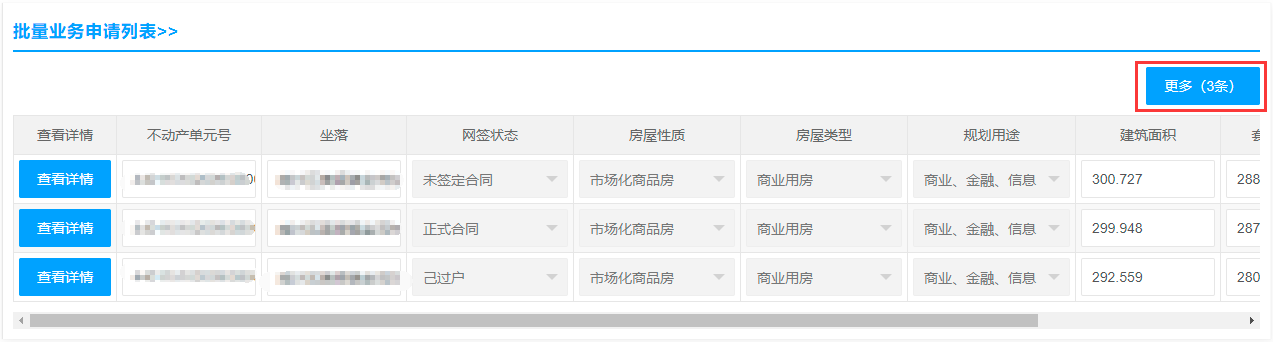 批量业务申请列表>>
更多（3条）
查看详情 不动产单元号 坐落 网签状态 房屋性质 房屋类型 规划用途 建筑面积
查看详情 未签定合同 市场化商品房 商业用房 商业、金融、信息 300.727 288
查看详情 正式合同 市场化商品房 商业用房 商业、金融、信息 299.948 287
查看详情 己过户 市场化商品房 商业用房 商业、金融、信息 292.559 280